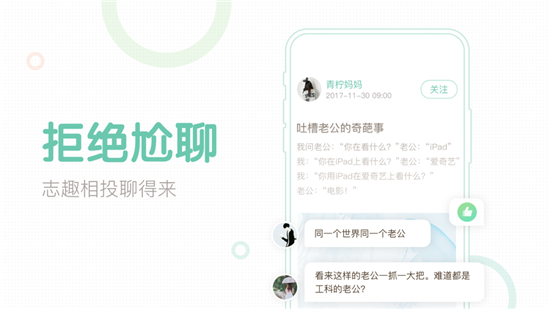 拒绝尬聊
志趣相投聊得来
青柠妈妈
2017-11-30 09:00
关注
吐槽老公的奇葩事
我问老公：“你在看什么？”老公：“iPad”
我：“你在iPad上看什么？”老公：“爱奇艺”
我：“你用iPad在爱奇艺上看什么？”
老公：“电影！”
同一个世界同一个老公
看来这样的老公一抓一大把。难道都是
工科的老公？